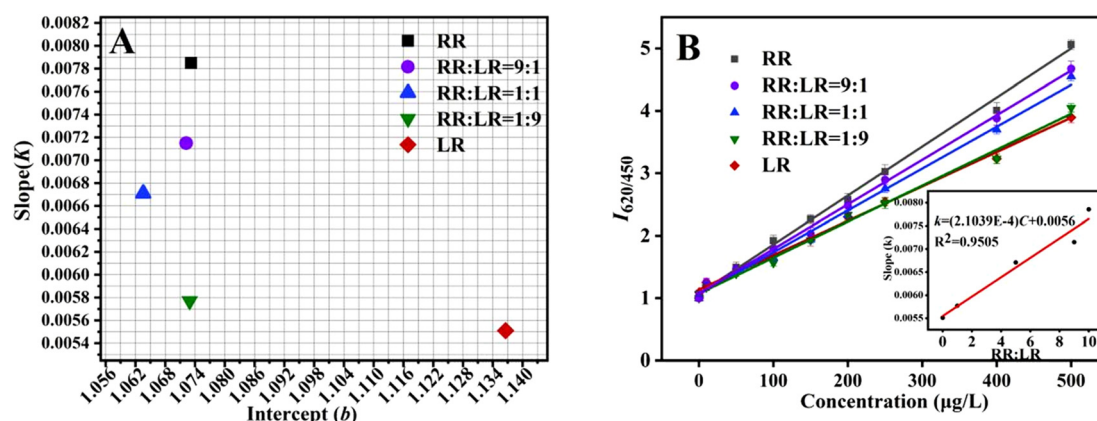 A
Slope(K)
0.0082
0.0080
0.0078
0.0076
0.0074
0.0072
0.0070
0.0068
0.0066
0.0064
0.0062
0.0060
0.0058
0.0056
0.0054
RR
RR:LR=9:1
RR:LR=1:1
RR:LR=1:9
LR
1.056 1.062 1.068 1.074 1.080 1.086 1.092 1.098 1.104 1.110 1.116 1.122 1.128 1.134 1.140
Intercept (b)
B
I620/450
5
4
3
2
1
0
RR
RR:LR=9:1
RR:LR=1:1
RR:LR=1:9
LR
0 100 200 300 400 500
Concentration (µg/L)
Slope (k)
0.0080
0.0070
0.0060
0.0055
k=(2.1039E-4)C+0.0056
R²=0.9505
0 2 4 6 8 10
RR:LR